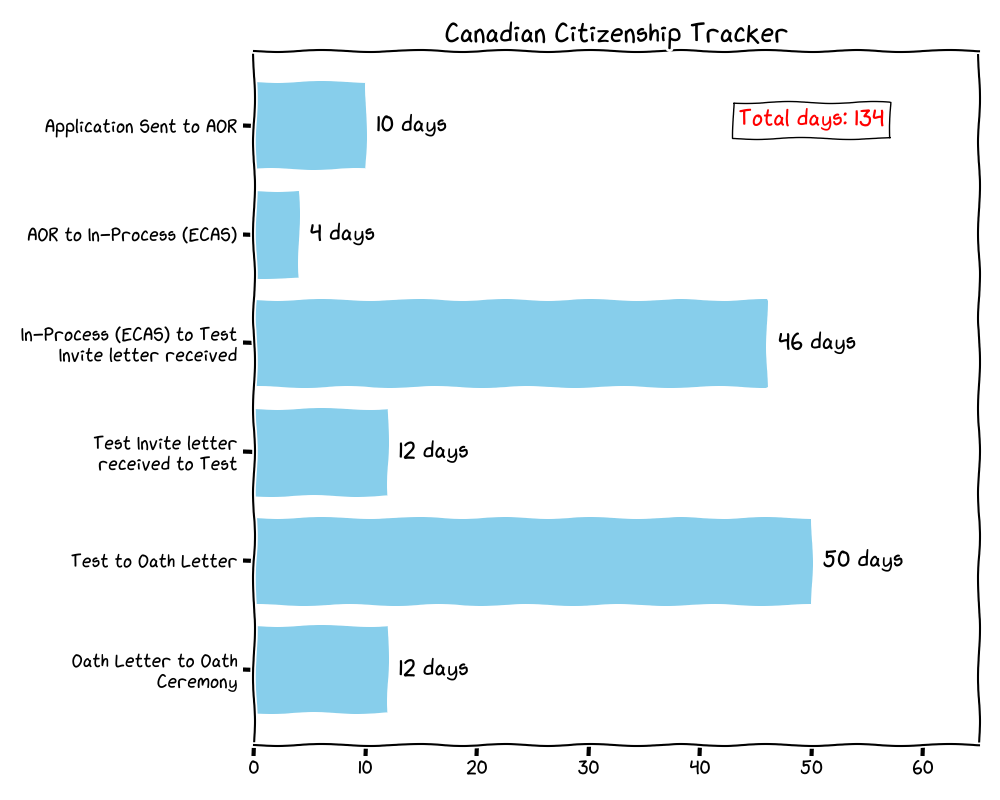 Canadian Citizenship Tracker
Application Sent to AOR
10 days
Total days: 134
AOR to In-Process (ECAS)
4 days
In-Process (ECAS) to Test
Invite letter received
46 days
Test Invite letter
received to Test
12 days
Test to Oath Letter
50 days
Oath Letter to Oath
Ceremony
12 days
0 10 20 30 40 50 60